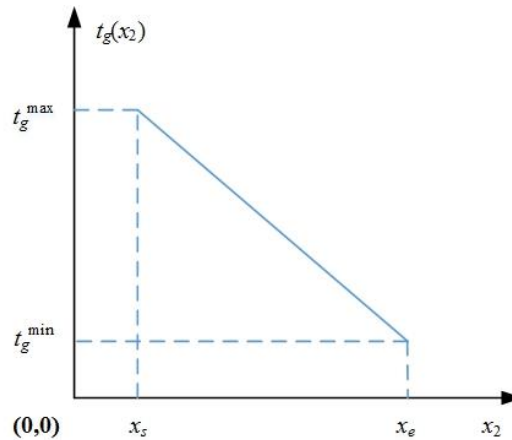 t_g(x_2)
t_g^max
t_g^min
(0,0) x_s x_e x_2